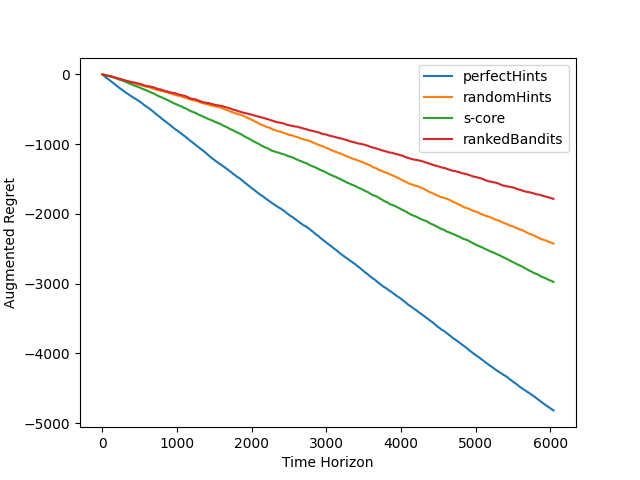 perfectHints
randomHints
s-core
rankedBandits
0
−1000
−2000
−3000
−4000
−5000
Augmented Regret
0 1000 2000 3000 4000 5000 6000
Time Horizon